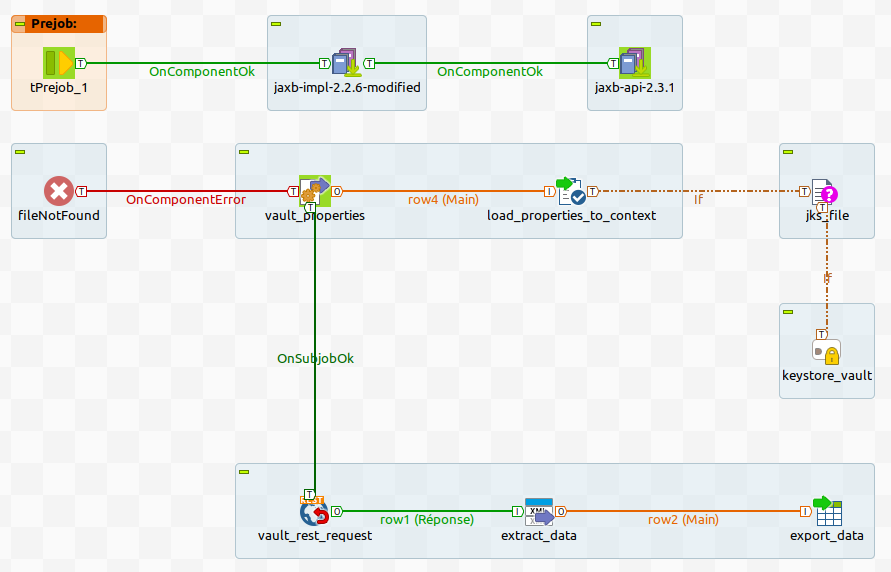 Prejob:
T
T
T
T
OnComponentOk
OnComponentOk
tPrejob_1
jaxb-impl-2.2.6-modified
jaxb-api-2.3.1
T
T
O
I
T
T
OnComponentError
row4 (Main)
If
fileNotFound
vault_properties
load_properties_to_context
jks_file
T
T
If
T
keystore_vault
OnSubjobOk
T
O
I
XML
O
I
row1 (Réponse)
row2 (Main)
vault_rest_request
extract_data
export_data